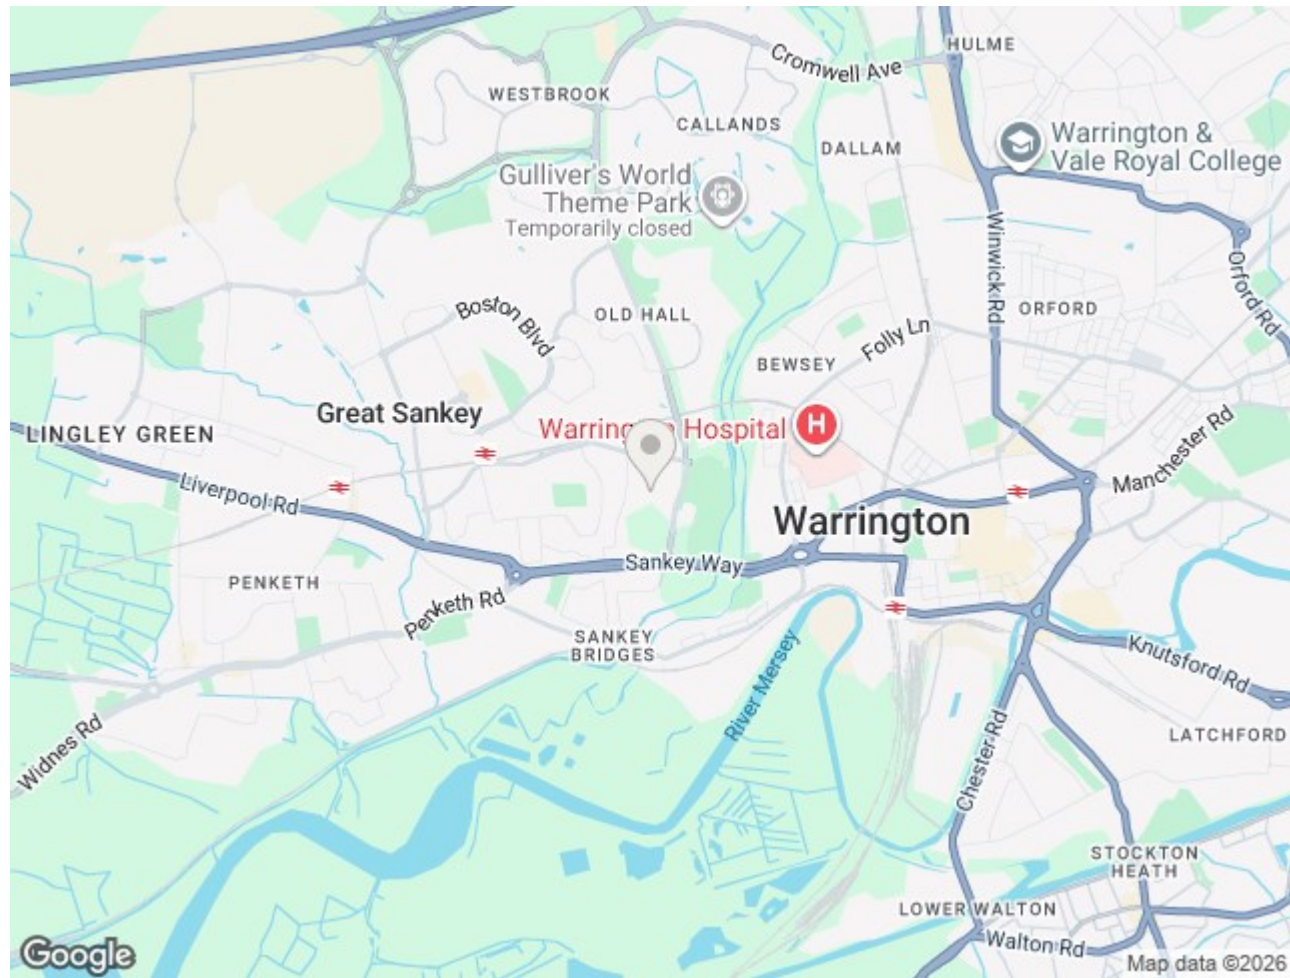 HULME
Cromwell Ave
WESTBROOK
CALLANDS
DALLAM
Warrington &
Vale Royal College
Gulliver's World
Theme Park
Temporarily closed
Winwick Rd
Orford Rd
Boston Blvd
OLD HALL
ORFORD
Folly Ln
BEWSEY
Great Sankey
Warrington Hospital
H
LINGLEY GREEN
Manchester Rd
Liverpool Rd
Warrington
Sankey Way
PENKETH
Penketh Rd
SANKEY
BRIDGES
River Mersey
Knutsford Rd
Widnes Rd
Chester Rd
LATCHFORD
STOCKTON
HEATH
LOWER WALTON
Walton Rd
Google
Map data ©2026